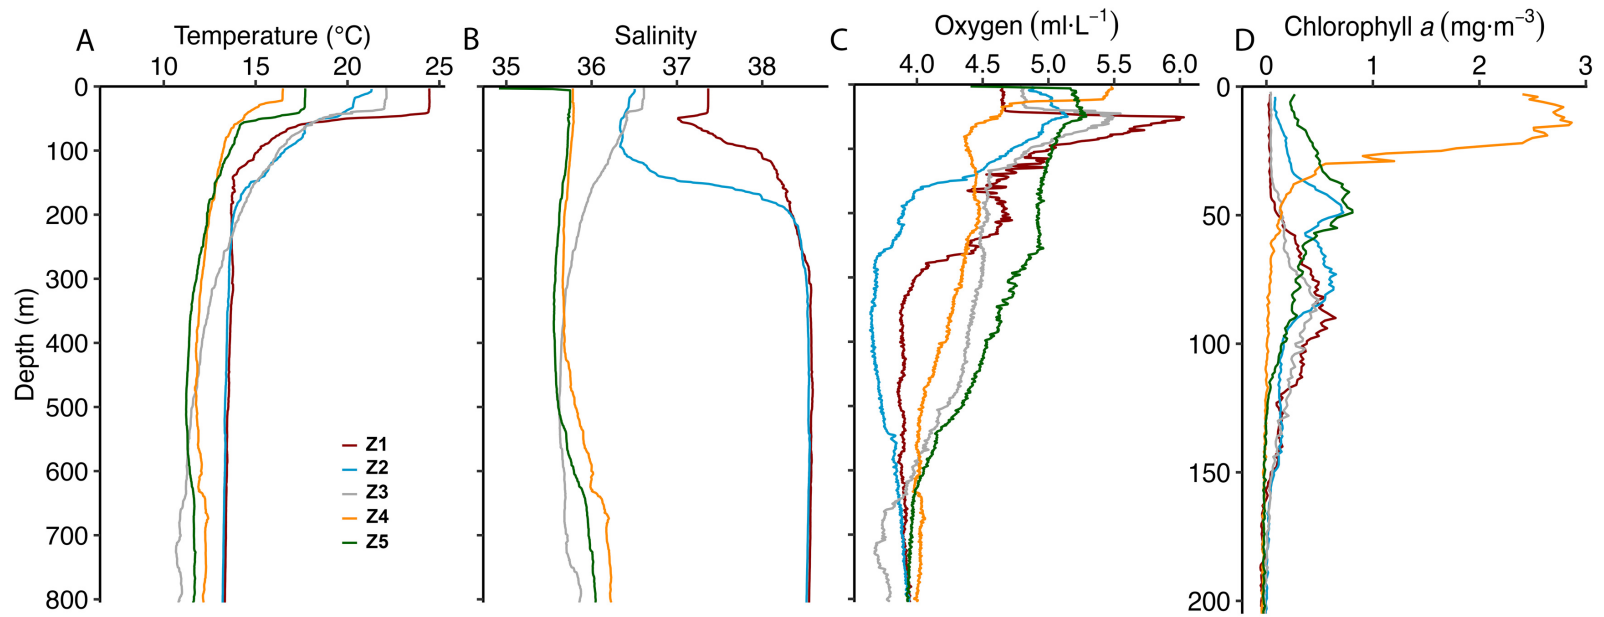 A Temperature (°C)
10 15 20 25
B Salinity
35 36 37 38
C Oxygen (ml·L⁻¹)
4.0 4.5 5.0 5.5 6.0
D Chlorophyll a (mg·m⁻³)
0 1 2 3
Depth (m)
0
100
200
300
400
500
600
700
800
Z1
Z2
Z3
Z4
Z5
0
50
100
150
200